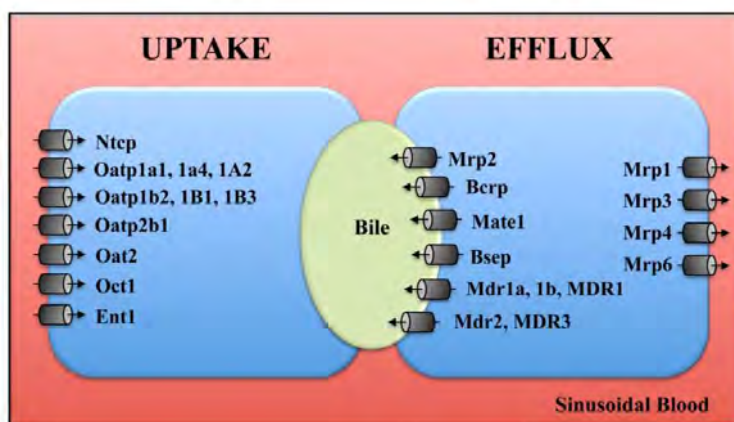 UPTAKE
EFFLUX
Ntcp
Oatp1a1, 1a4, 1A2
Oatp1b2, 1B1, 1B3
Oatp2b1
Oat2
Oct1
Ent1
Bile
Mrp2
Bcrp
Mate1
Bsep
Mdr1a, 1b, MDR1
Mdr2, MDR3
Mrp1
Mrp3
Mrp4
Mrp6
Sinusoidal Blood